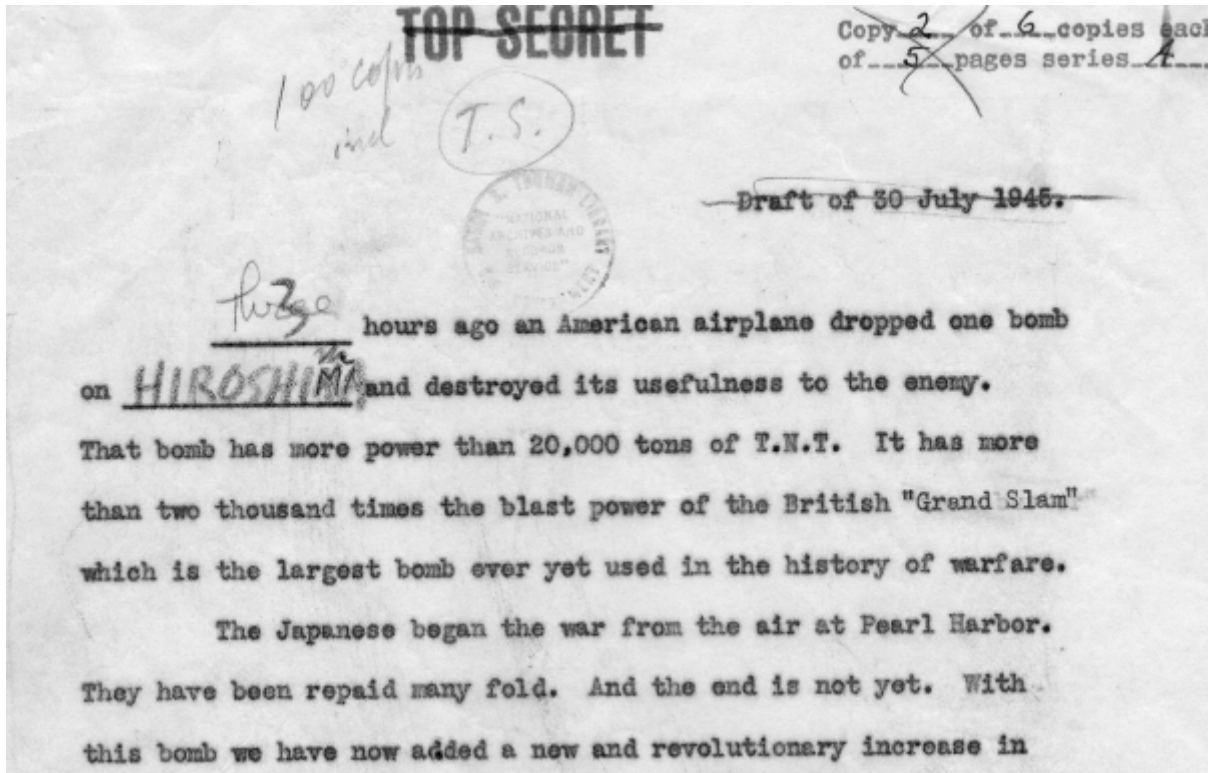 TOP SECRET
Copy 2 of 6 copies each
of 5 pages series A
100 copies
T.S.
Draft of 30 July 1945.
hours ago an American airplane dropped one bomb
on HIROSHIMA and destroyed its usefulness to the enemy.
That bomb has more power than 20,000 tons of T.N.T. It has more
than two thousand times the blast power of the British "Grand Slam"
which is the largest bomb ever yet used in the history of warfare.
The Japanese began the war from the air at Pearl Harbor.
They have been repaid many fold. And the end is not yet. With
this bomb we have now added a new and revolutionary increase in